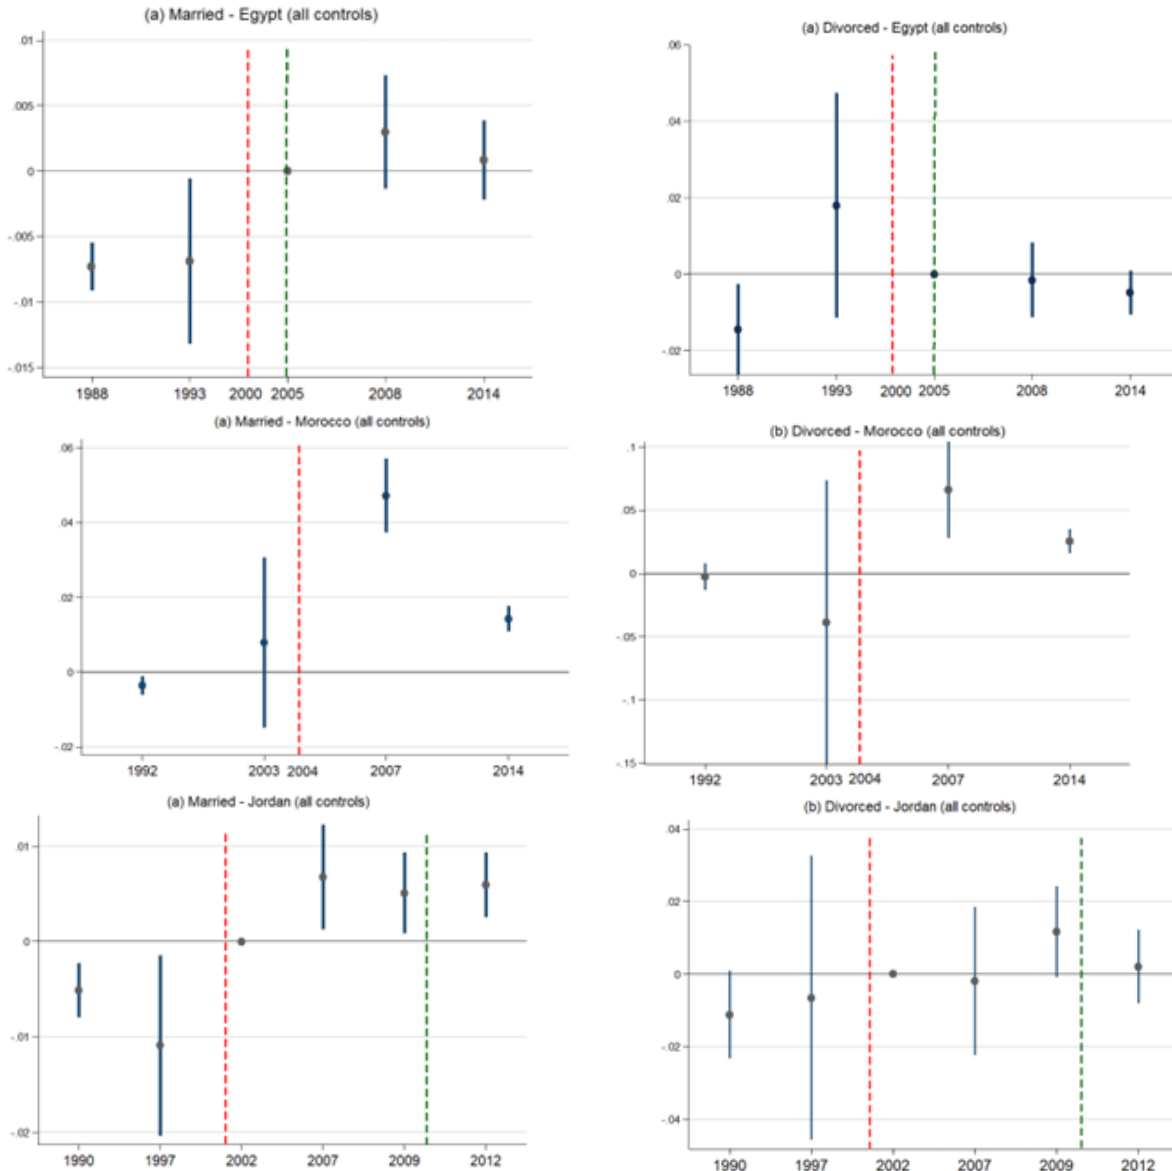 (a) Married - Egypt (all controls)
.01
.005
0
-.005
-.01
-.015
1988 1993 2000 2005 2008 2014
(a) Divorced - Egypt (all controls)
.06
.04
.02
0
-.02
1988 1993 2000 2005 2008 2014
(a) Married - Morocco (all controls)
.06
.04
.02
0
-.02
1992 2003 2004 2007 2014
(b) Divorced - Morocco (all controls)
.1
.05
0
-.05
-.1
-.15
1992 2003 2004 2007 2014
(a) Married - Jordan (all controls)
.01
0
-.01
-.02
1990 1997 2002 2007 2009 2012
(b) Divorced - Jordan (all controls)
.04
.02
0
-.02
-.04
1990 1997 2002 2007 2009 2012